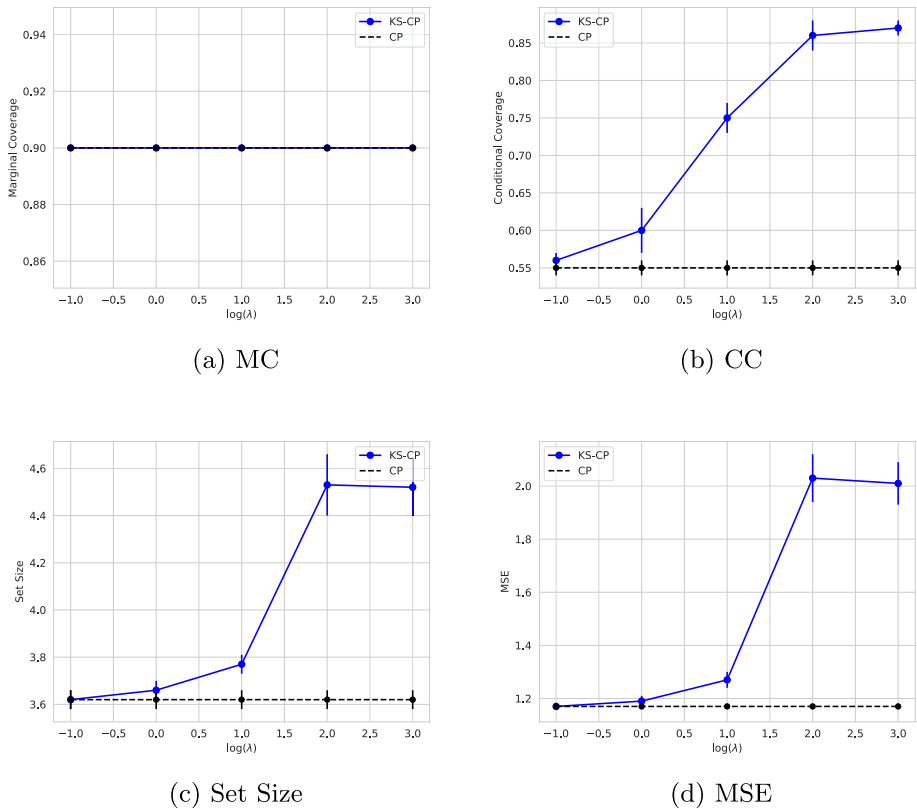 KS-CP
CP
Marginal Coverage
0.94
0.92
0.90
0.88
0.86
−1.0 −0.5 0.0 0.5 1.0 1.5 2.0 2.5 3.0
log(λ)
(a) MC
KS-CP
CP
Conditional Coverage
0.85
0.80
0.75
0.70
0.65
0.60
0.55
−1.0 −0.5 0.0 0.5 1.0 1.5 2.0 2.5 3.0
log(λ)
(b) CC
KS-CP
CP
Set Size
4.6
4.4
4.2
4.0
3.8
3.6
−1.0 −0.5 0.0 0.5 1.0 1.5 2.0 2.5 3.0
log(λ)
(c) Set Size
KS-CP
CP
MSE
2.0
1.8
1.6
1.4
1.2
−1.0 −0.5 0.0 0.5 1.0 1.5 2.0 2.5 3.0
log(λ)
(d) MSE